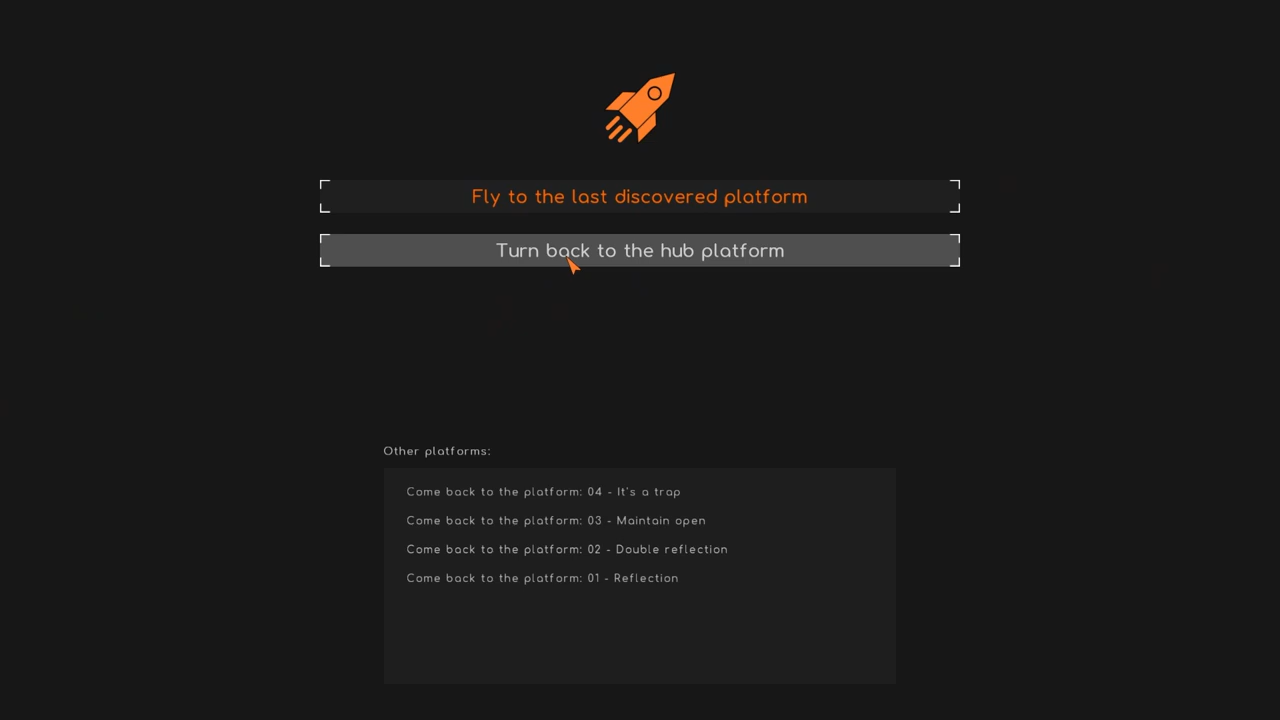 Fly to the last discovered platform
Turn back to the hub platform
Other platforms:
Come back to the platform: 04 - It's a trap
Come back to the platform: 03 - Maintain open
Come back to the platform: 02 - Double reflection
Come back to the platform: 01 - Reflection